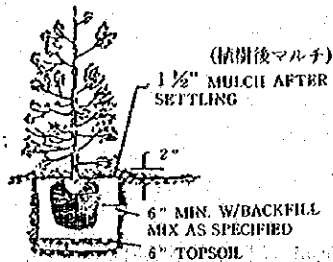 (植樹後マルチ)
1 ½" MULCH AFTER
SETTLING
2"
6" MIN. W/BACKFILL
MIX AS SPECIFIED
6" TOPSOIL